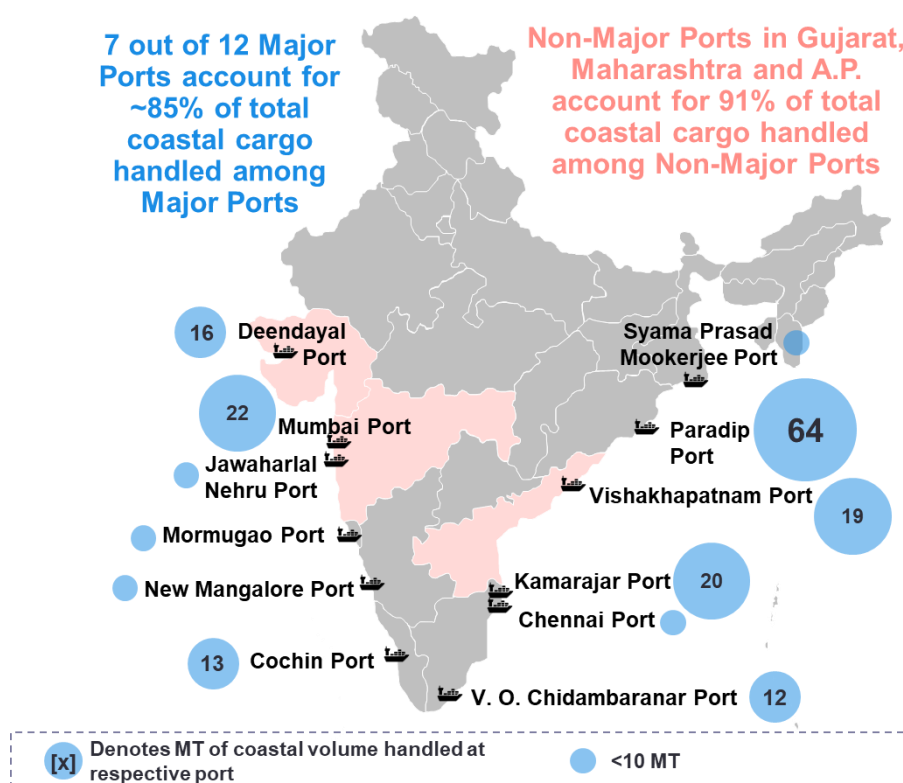 7 out of 12 Major
Ports account for
~85% of total
coastal cargo
handled among
Major Ports
Non-Major Ports in Gujarat,
Maharashtra and A.P.
account for 91% of total
coastal cargo handled
among Non-Major Ports
16
Deendayal
Port
Syama Prasad
Mookerjee Port
22
Mumbai Port
Paradip
Port
64
Jawaharlal
Nehru Port
Vishakhapatnam Port
19
Mormugao Port
New Mangalore Port
Kamarajar Port
20
Chennai Port
13
Cochin Port
V. O. Chidambaranar Port
12
[x]
Denotes MT of coastal volume handled at
respective port
<10 MT